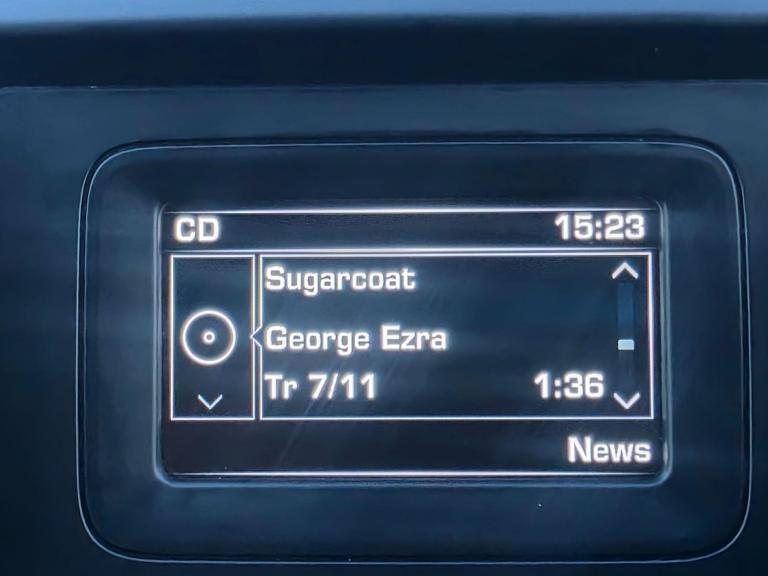 CD 15:23
Sugarcoat
George Ezra
Tr 7/11 1:36
News